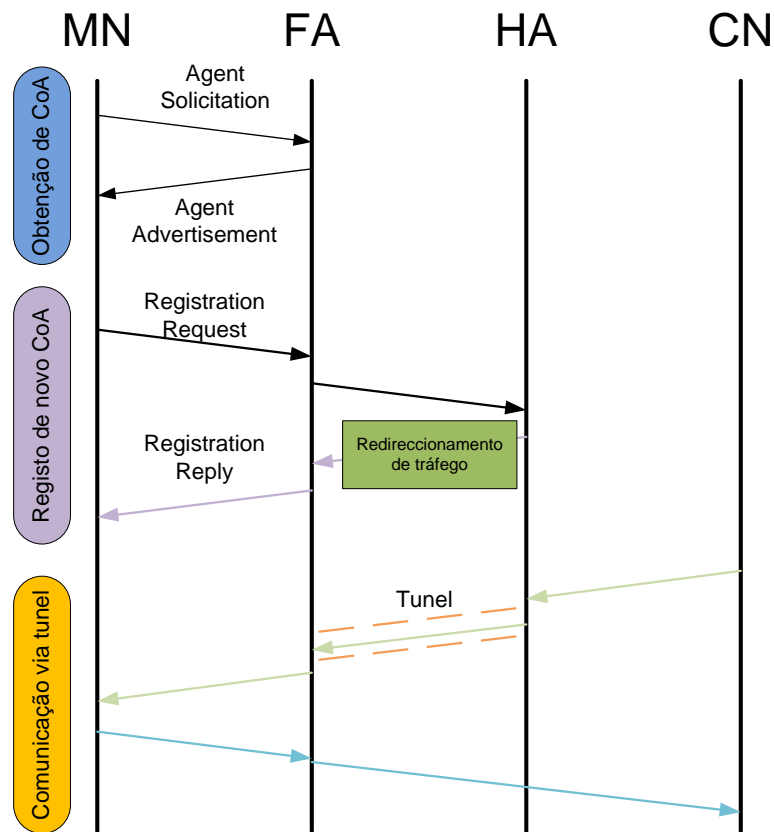 MN FA HA CN
Obtenção de CoA
Agent
Solicitation
Agent
Advertisement
Registo de novo CoA
Registration
Request
Registration
Reply
Redireccionamento
de tráfego
Comunicação via tunel
Tunel